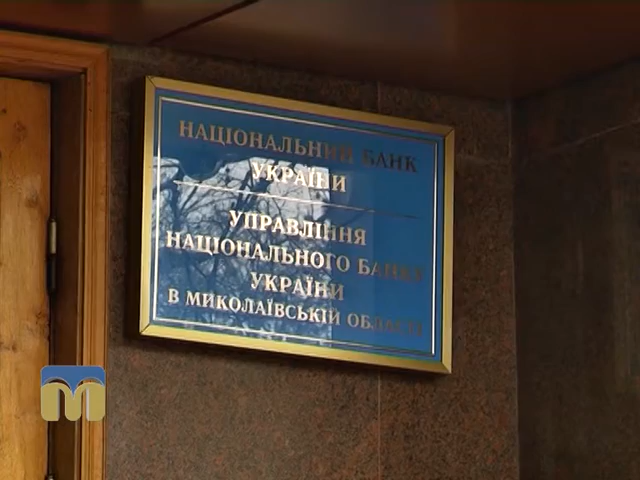 НАЦІОНАЛЬНИЙ БАНК
УКРАЇНИ
УПРАВЛІННЯ
НАЦІОНАЛЬНОГО БАНКУ
УКРАЇНИ
В МИКОЛАЇВСЬКІЙ ОБЛАСТІ
М